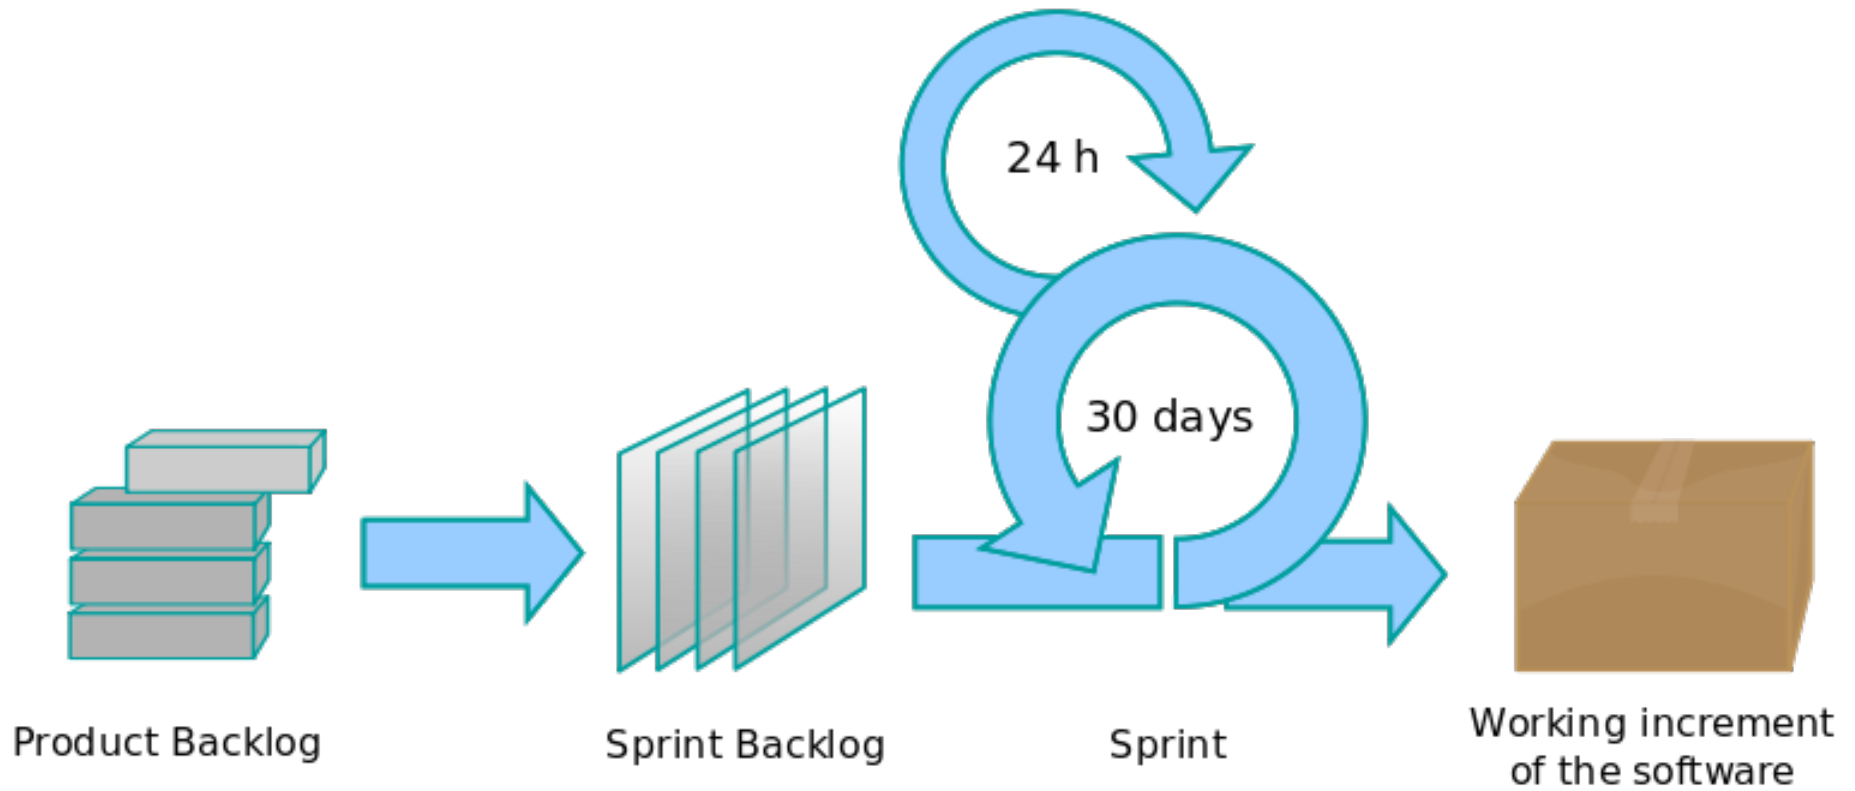 24 h
30 days
Product Backlog
Sprint Backlog
Sprint
Working increment
of the software